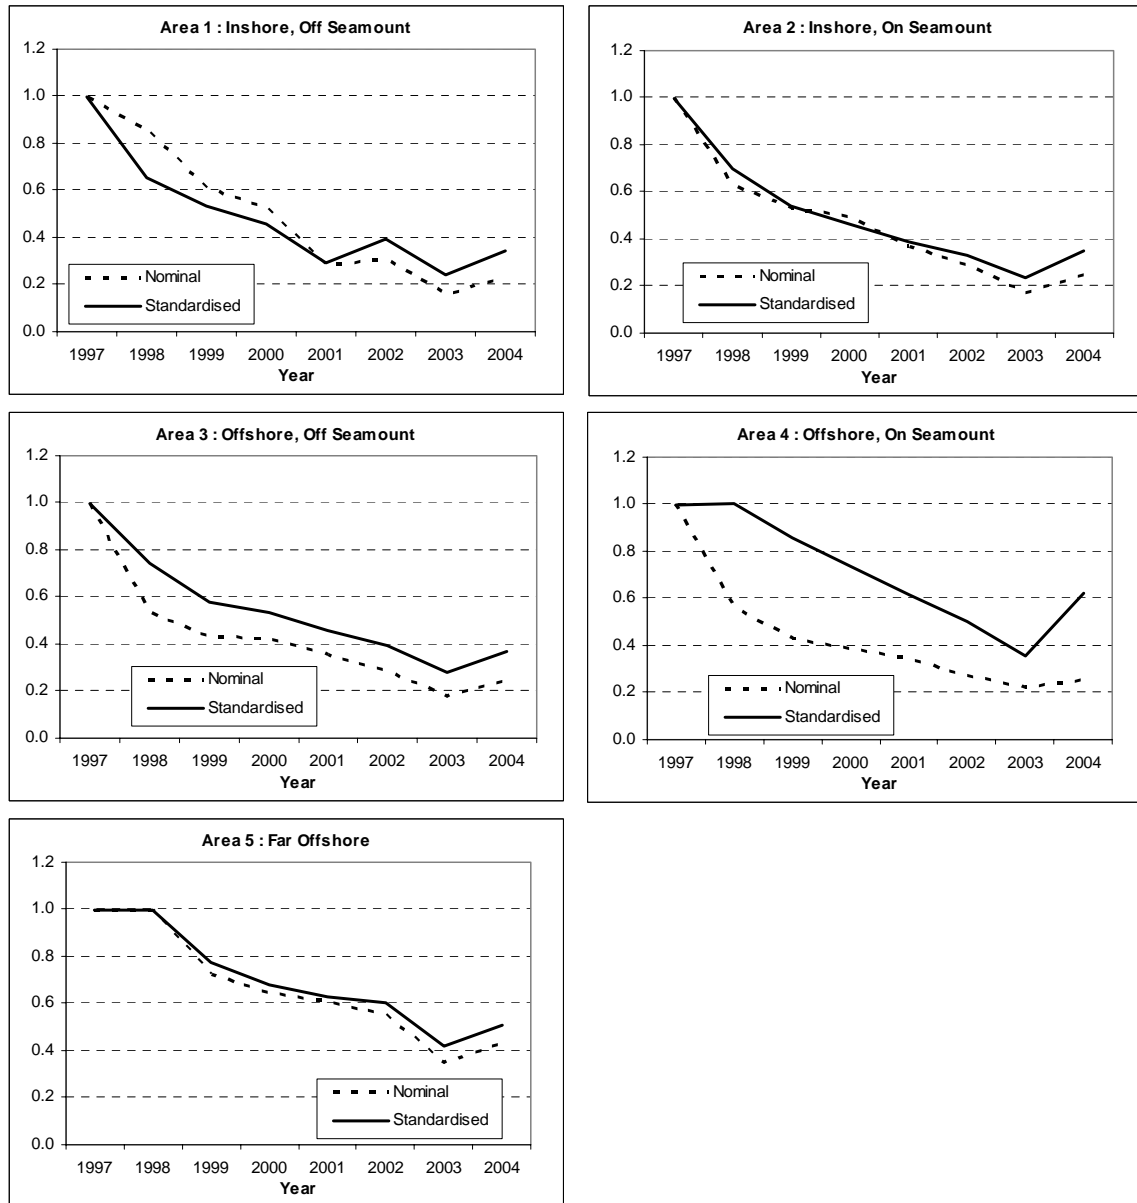 Area 1 : Inshore, Off Seamount
1.2
1.0
0.8
0.6
0.4
0.2
0.0
Nominal
Standardised
1997 1998 1999 2000 2001 2002 2003 2004
Year
Area 2 : Inshore, On Seamount
1.2
1.0
0.8
0.6
0.4
0.2
0.0
Nominal
Standardised
1997 1998 1999 2000 2001 2002 2003 2004
Year
Area 3 : Offshore, Off Seamount
1.2
1.0
0.8
0.6
0.4
0.2
0.0
Nominal
Standardised
1997 1998 1999 2000 2001 2002 2003 2004
Year
Area 4 : Offshore, On Seamount
1.2
1.0
0.8
0.6
0.4
0.2
0.0
Nominal
Standardised
1997 1998 1999 2000 2001 2002 2003 2004
Year
Area 5 : Far Offshore
1.2
1.0
0.8
0.6
0.4
0.2
0.0
Nominal
Standardised
1997 1998 1999 2000 2001 2002 2003 2004
Year